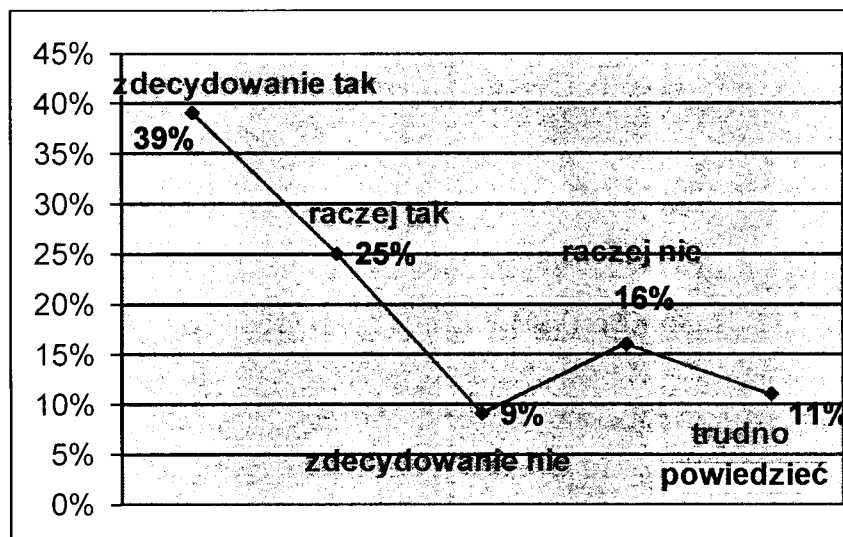 45%
zdecydowanie tak
40%
39%
35%
30%
raczej tak
25%
25%
raczej nie
20%
16%
15%
10%
9%
11%
trudno
5%
zdecydowanie nie
powiedzieć
0%